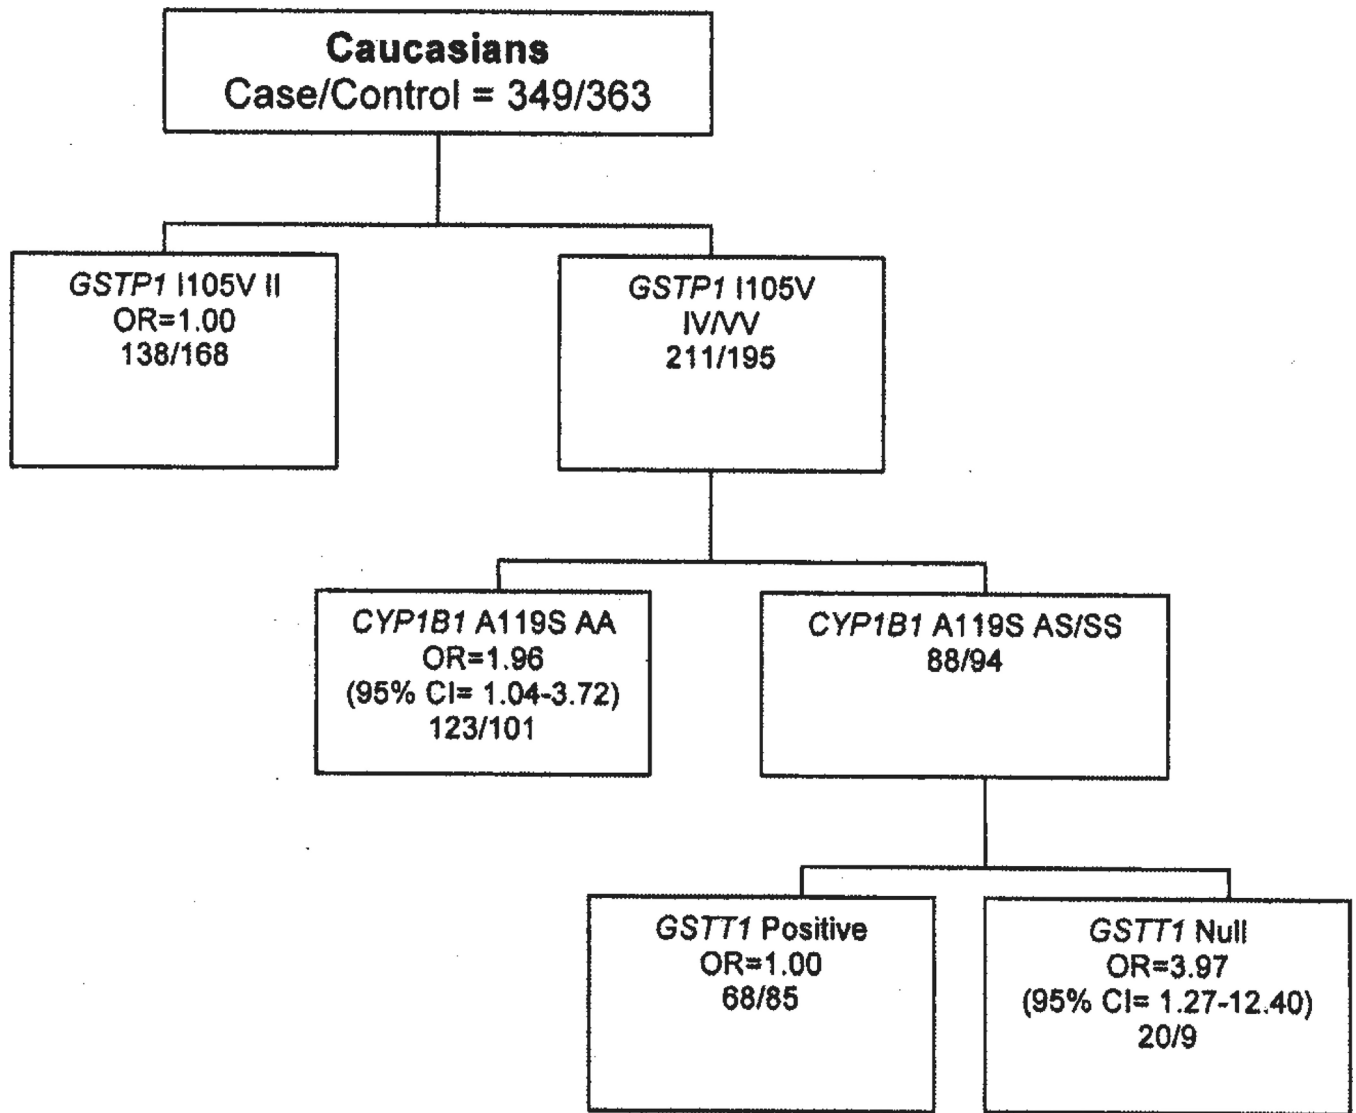 Caucasians
Case/Control = 349/363
GSTP1 I105V II
OR=1.00
138/168
GSTP1 I105V
IV/VV
211/195
CYP1B1 A119S AA
OR=1.96
(95% CI= 1.04-3.72)
123/101
CYP1B1 A119S AS/SS
88/94
GSTT1 Positive
OR=1.00
68/85
GSTT1 Null
OR=3.97
(95% CI= 1.27-12.40)
20/9